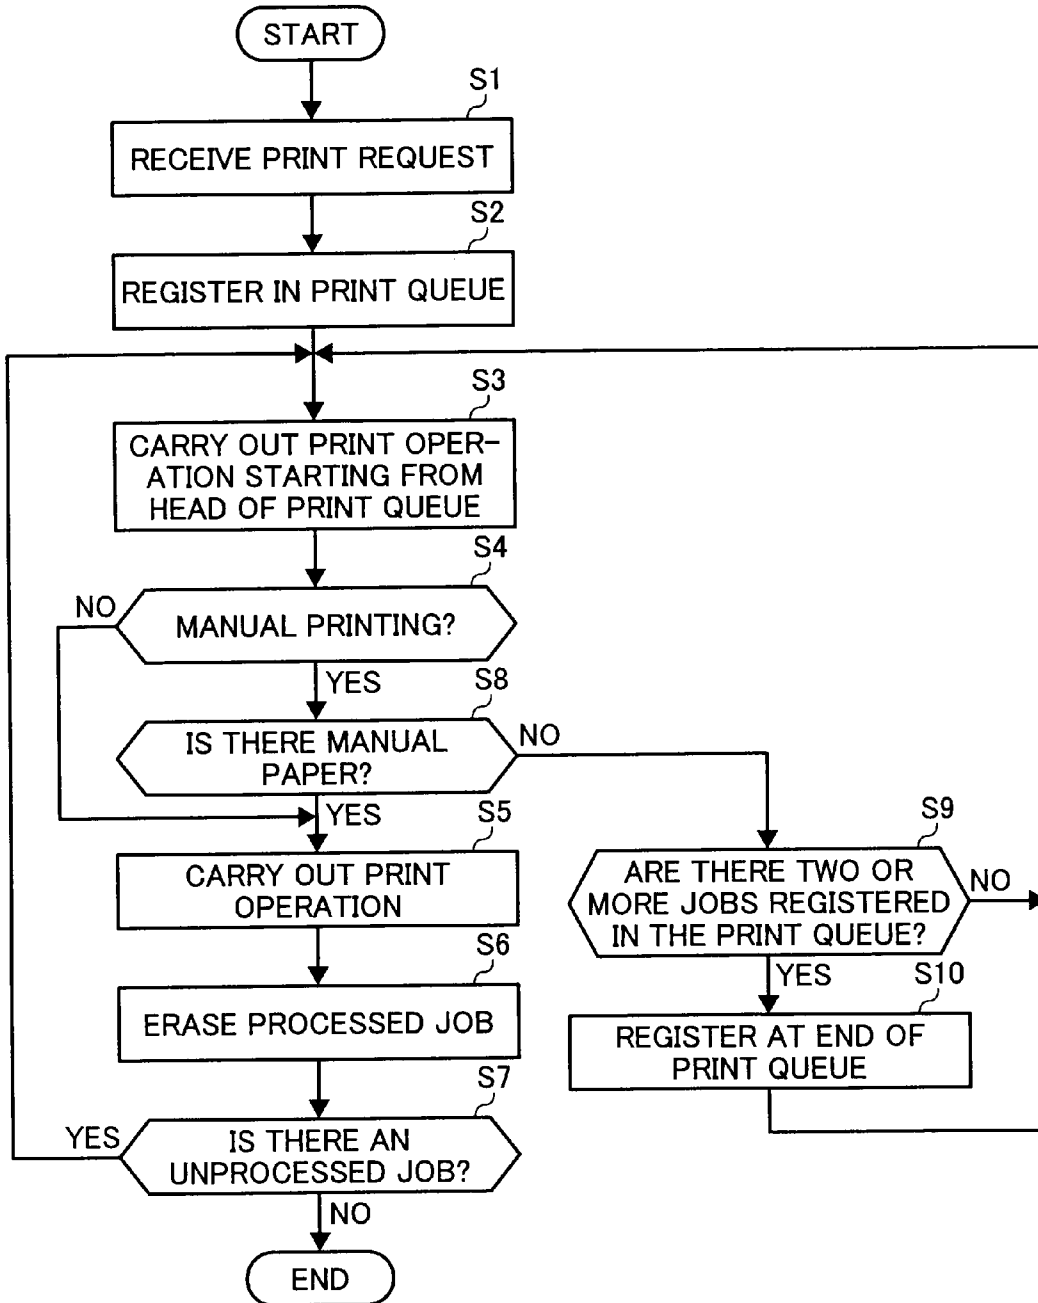 START
S1
RECEIVE PRINT REQUEST
S2
REGISTER IN PRINT QUEUE
S3
CARRY OUT PRINT OPER-
ATION STARTING FROM
HEAD OF PRINT QUEUE
S4
NO
MANUAL PRINTING?
YES
S8
IS THERE MANUAL
PAPER?
NO
YES
S5
CARRY OUT PRINT
OPERATION
S9
ARE THERE TWO OR
MORE JOBS REGISTERED
IN THE PRINT QUEUE?
NO
YES
S6
ERASE PROCESSED JOB
S10
REGISTER AT END OF
PRINT QUEUE
S7
YES
IS THERE AN
UNPROCESSED JOB?
NO
END